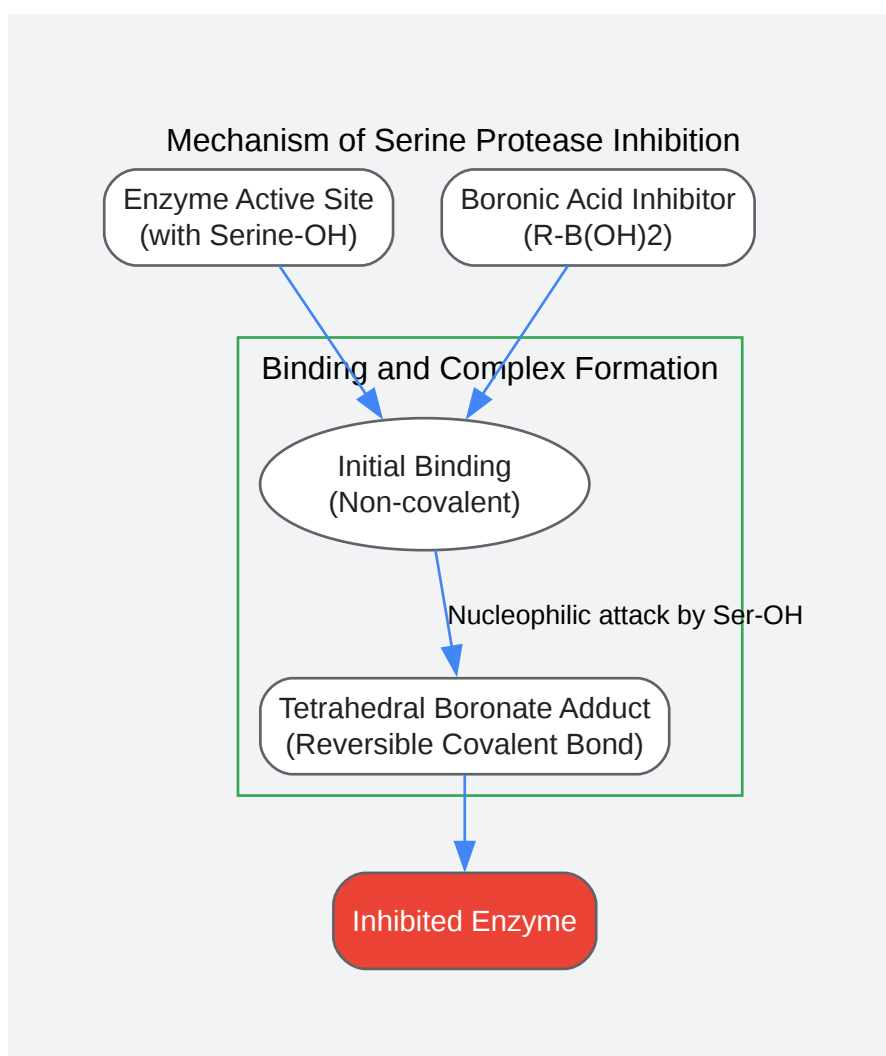 Mechanism of Serine Protease Inhibition
Enzyme Active Site
(with Serine-OH)
Boronic Acid Inhibitor
(R-B(OH)2)
Binding and Complex Formation
Initial Binding
(Non-covalent)
Nucleophilic attack by Ser-OH
Tetrahedral Boronate Adduct
(Reversible Covalent Bond)
Inhibited Enzyme